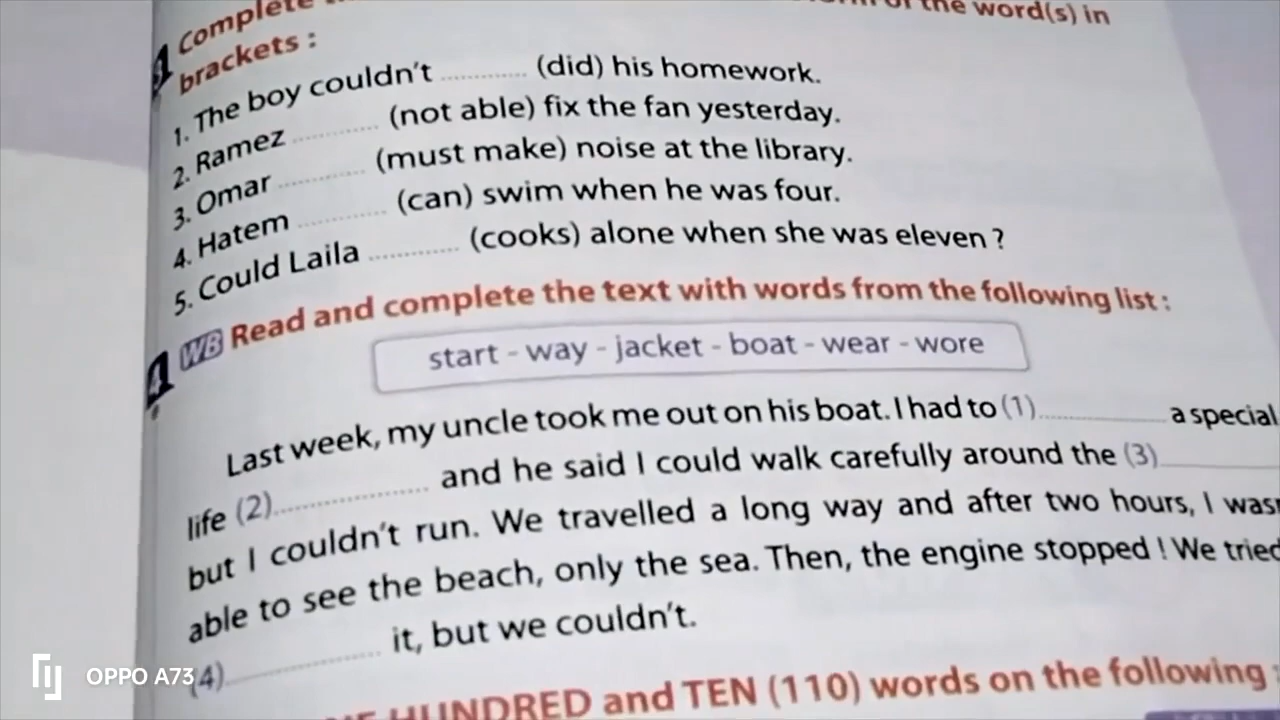 Complete
the word(s) in
brackets :
1. The boy couldn't ............ (did) his homework.
2. Ramez ............ (not able) fix the fan yesterday.
3. Omar ............ (must make) noise at the library.
4. Hatem ............ (can) swim when he was four.
5. Could Laila ............ (cooks) alone when she was eleven ?
4 WB Read and complete the text with words from the following list :
start - way - jacket - boat - wear - wore
Last week, my uncle took me out on his boat. I had to (1)............ a special
life (2)............ and he said I could walk carefully around the (3)............
but I couldn't run. We travelled a long way and after two hours, I
able to see the beach, only the sea. Then, the engine stopped ! We tried
(4)............ it, but we couldn't.
HUNDRED and TEN (110) words on the following :
OPPO A73